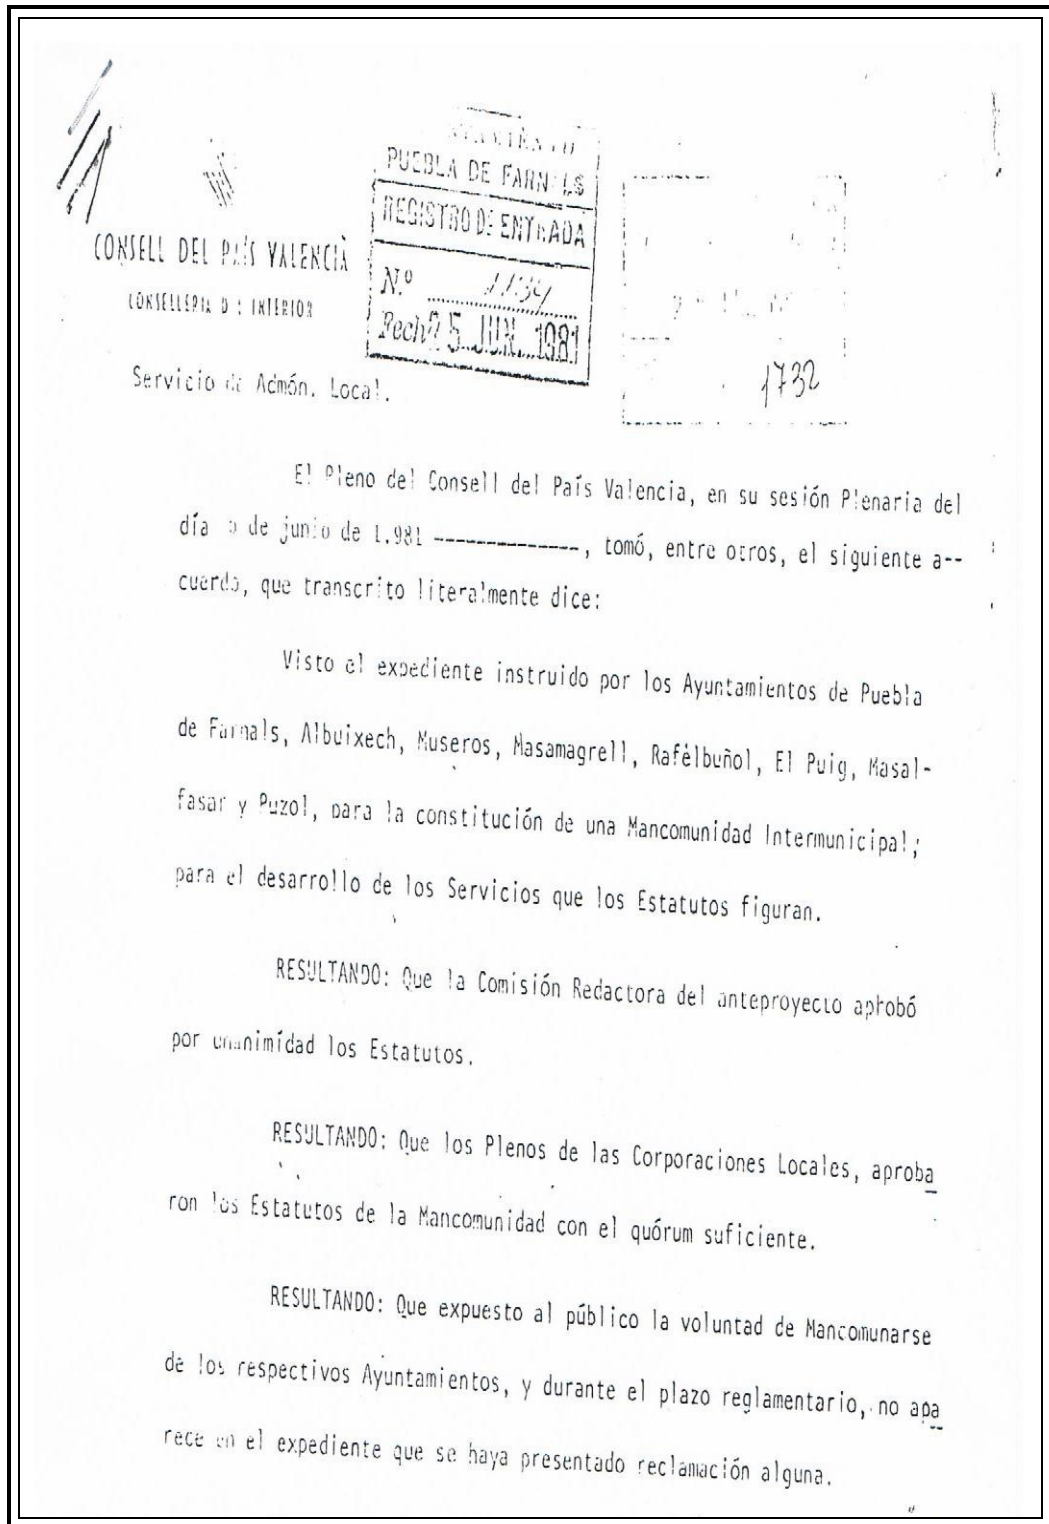 PUEBLA DE FARNALS
REGISTRO DE ENTRADA
N.º 1134
Fecha 5 JUN. 1981
1732
CONSELL DEL PAÍS VALENCIÀ
CONSELLERIA D'INTERIOR
Servicio de Admón. Local.
El Pleno del Consell del País Valencia, en su sesión Plenaria del
día de junio de 1.981 --------------, tomó, entre otros, el siguiente a--
cuerdo, que transcrito literalmente dice:
Visto el expediente instruido por los Ayuntamientos de Puebla
de Farnals, Albuixech, Museros, Masamagrell, Rafèlbuñol, El Puig, Masal-
fasar y Puzol, para la constitución de una Mancomunidad Intermunicipal;
para el desarrollo de los Servicios que los Estatutos figuran.
RESULTANDO: Que la Comisión Redactora del anteproyecto aprobó
por unanimídad los Estatutos.
RESULTANDO: Que los Plenos de las Corporaciones Locales, aproba
ron los Estatutos de la Mancomunidad con el quórum suficiente.
RESULTANDO: Que expuesto al público la voluntad de Mancomunarse
de los respectivos Ayuntamientos, y durante el plazo reglamentario, no apa
rece en el expediente que se haya presentado reclamación alguna.